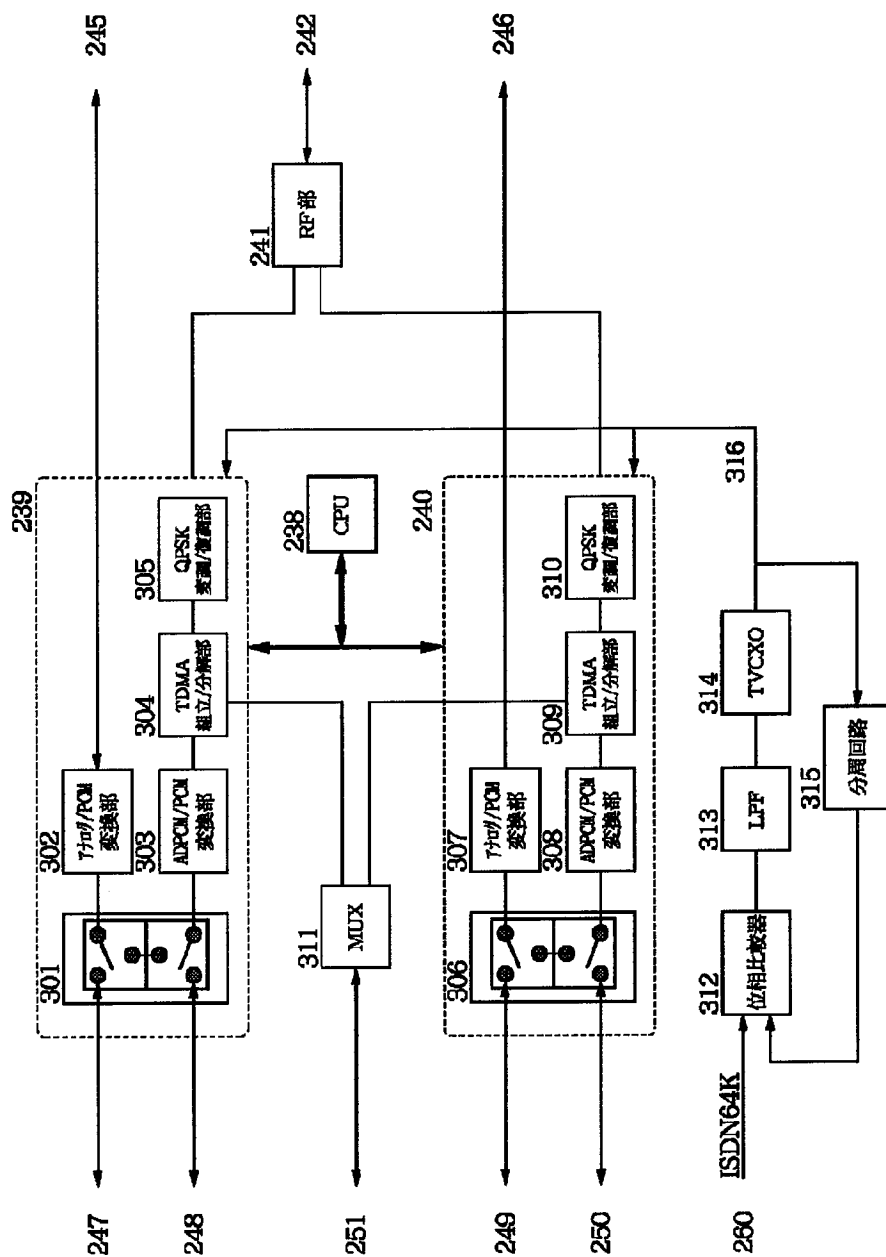 245
242
246
RF部
241
239
302
アナログ/PCM
変換部
303
ADPCM/PCM
変換部
304
TDMA
組立/分解部
305
QPSK
変調/復調部
301
238
CPU
240
311
MUX
307
アナログ/PCM
変換部
308
ADPCM/PCM
変換部
309
TDMA
組立/分解部
310
QPSK
変調/復調部
306
316
312
位相比較器
313
LPF
314
TVCXO
315
分周回路
ISDN64K
247
248
251
249
250
260